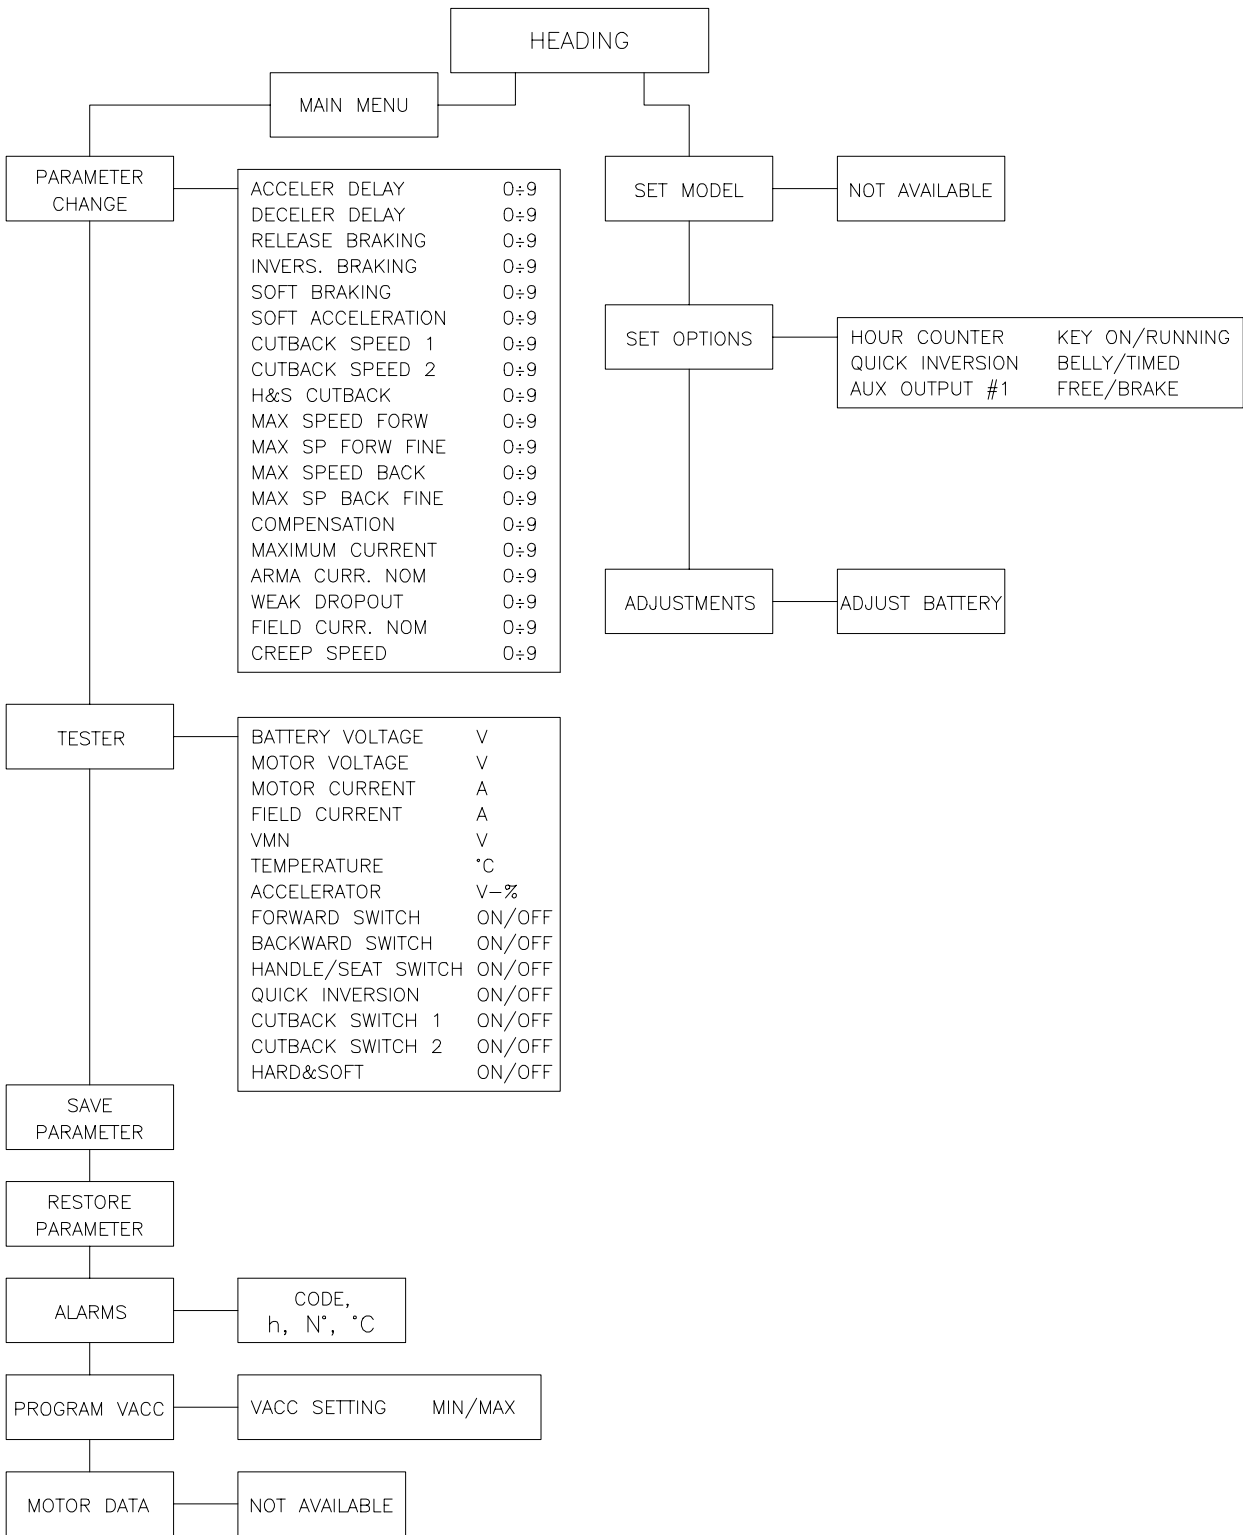 HEADING
MAIN MENU
PARAMETER
CHANGE
ACCELER DELAY 0÷9
DECELER DELAY 0÷9
RELEASE BRAKING 0÷9
INVERS. BRAKING 0÷9
SOFT BRAKING 0÷9
SOFT ACCELERATION 0÷9
CUTBACK SPEED 1 0÷9
CUTBACK SPEED 2 0÷9
H&S CUTBACK 0÷9
MAX SPEED FORW 0÷9
MAX SP FORW FINE 0÷9
MAX SPEED BACK 0÷9
MAX SP BACK FINE 0÷9
COMPENSATION 0÷9
MAXIMUM CURRENT 0÷9
ARMA CURR. NOM 0÷9
WEAK DROPOUT 0÷9
FIELD CURR. NOM 0÷9
CREEP SPEED 0÷9
SET MODEL
NOT AVAILABLE
SET OPTIONS
HOUR COUNTER KEY ON/RUNNING
QUICK INVERSION BELLY/TIMED
AUX OUTPUT #1 FREE/BRAKE
ADJUSTMENTS
ADJUST BATTERY
TESTER
BATTERY VOLTAGE V
MOTOR VOLTAGE V
MOTOR CURRENT A
FIELD CURRENT A
VMN V
TEMPERATURE °C
ACCELERATOR V-%
FORWARD SWITCH ON/OFF
BACKWARD SWITCH ON/OFF
HANDLE/SEAT SWITCH ON/OFF
QUICK INVERSION ON/OFF
CUTBACK SWITCH 1 ON/OFF
CUTBACK SWITCH 2 ON/OFF
HARD&SOFT ON/OFF
SAVE
PARAMETER
RESTORE
PARAMETER
ALARMS
CODE,
h, N°, °C
PROGRAM VACC
VACC SETTING MIN/MAX
MOTOR DATA
NOT AVAILABLE